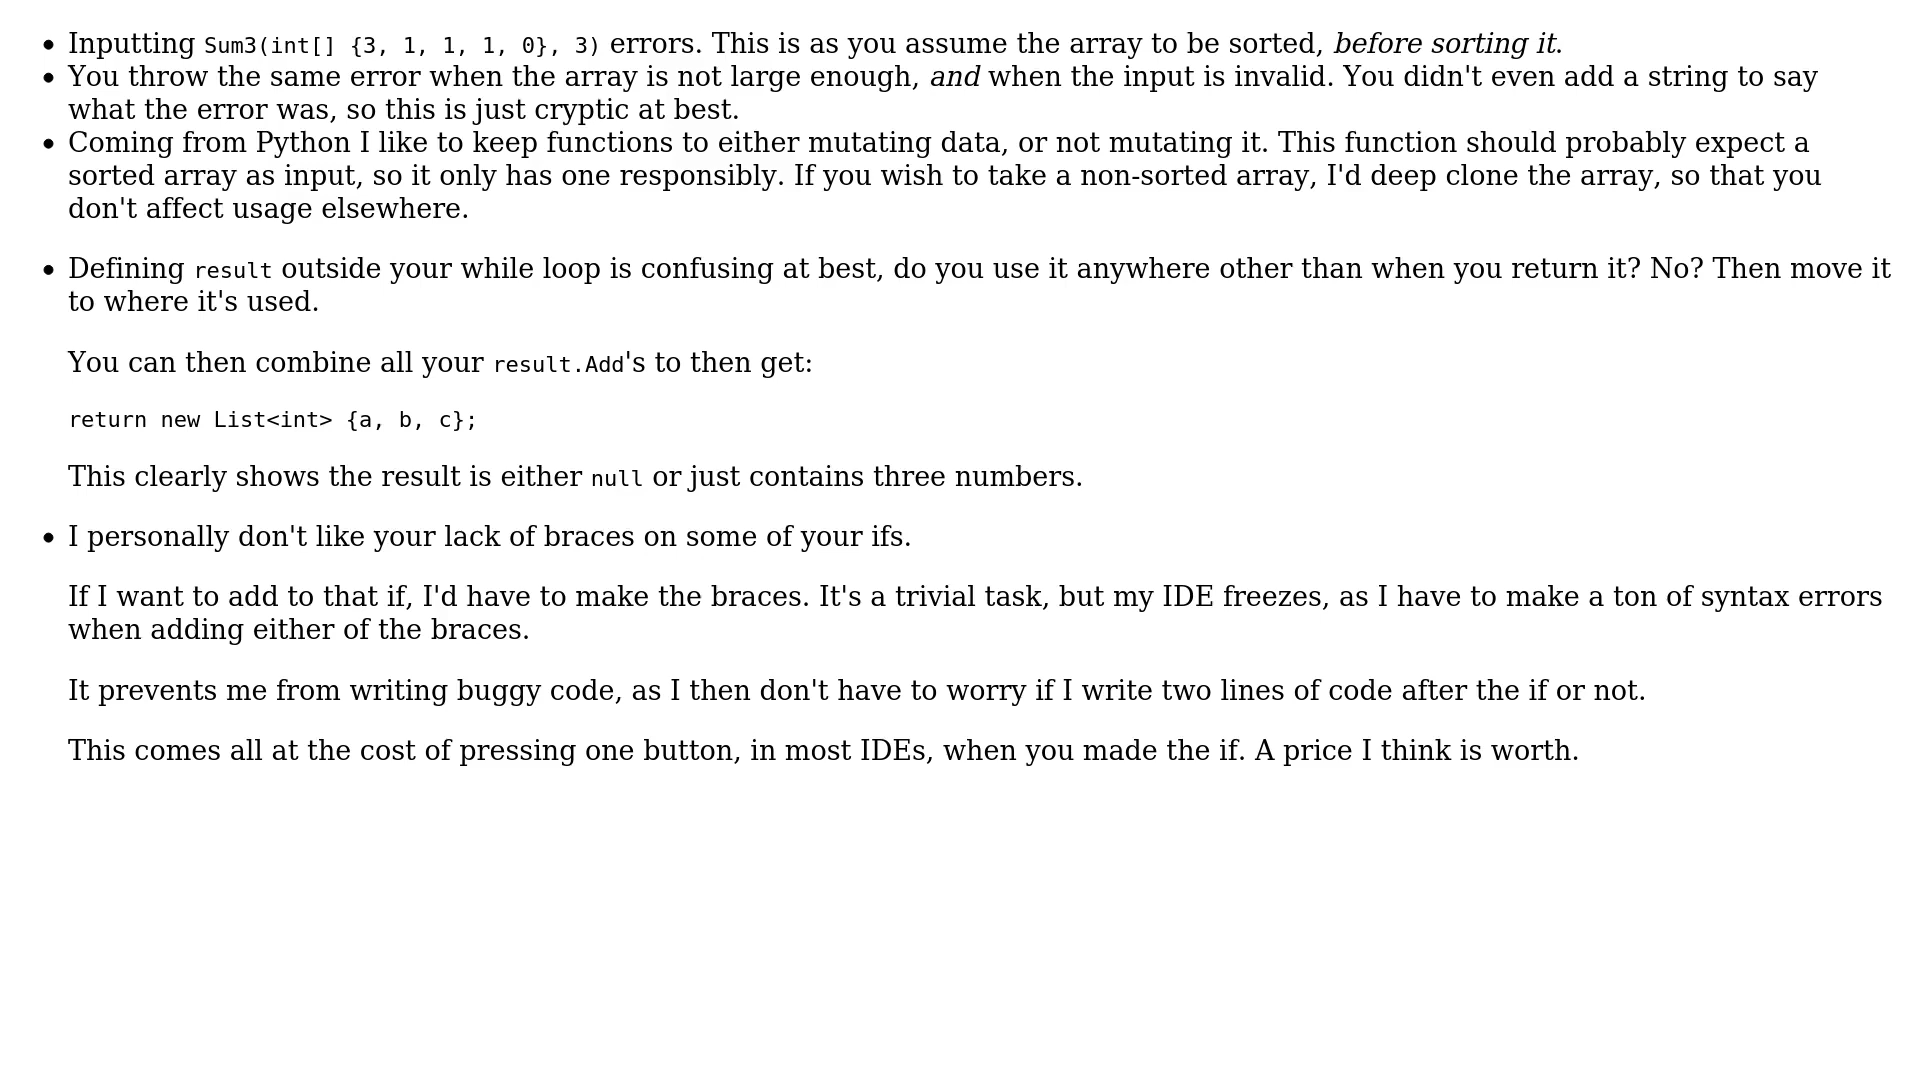 • Inputting Sum3(int[] {3, 1, 1, 1, 0}, 3) errors. This is as you assume the array to be sorted, before sorting it.
• You throw the same error when the array is not large enough, and when the input is invalid. You didn't even add a string to say
what the error was, so this is just cryptic at best.
• Coming from Python I like to keep functions to either mutating data, or not mutating it. This function should probably expect a
sorted array as input, so it only has one responsibly. If you wish to take a non-sorted array, I'd deep clone the array, so that you
don't affect usage elsewhere.
• Defining result outside your while loop is confusing at best, do you use it anywhere other than when you return it? No? Then move it
to where it's used.
You can then combine all your result.Add's to then get:
return new List<int> {a, b, c};
This clearly shows the result is either null or just contains three numbers.
• I personally don't like your lack of braces on some of your ifs.
If I want to add to that if, I'd have to make the braces. It's a trivial task, but my IDE freezes, as I have to make a ton of syntax errors
when adding either of the braces.
It prevents me from writing buggy code, as I then don't have to worry if I write two lines of code after the if or not.
This comes all at the cost of pressing one button, in most IDEs, when you made the if. A price I think is worth.